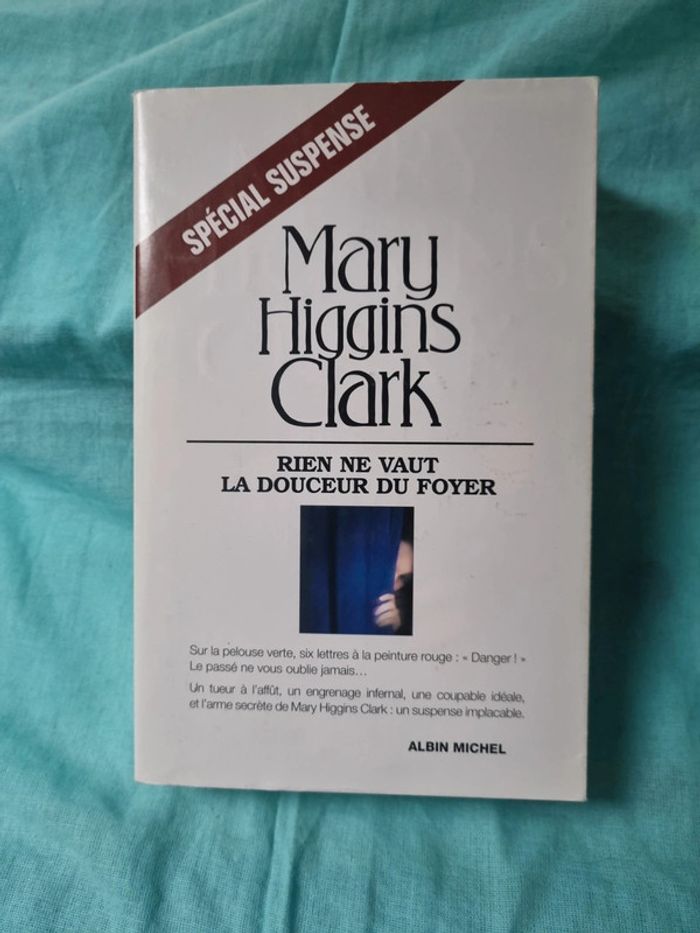 SPÉCIAL SUSPENSE
Mary
Higgins
Clark
RIEN NE VAUT
LA DOUCEUR DU FOYER
Sur la pelouse verte, six lettres à la peinture rouge : « Danger ! »
Le passé ne vous oublie jamais...
Un tueur à l'affût, un engrenage infernal, une coupable idéale,
et l'arme secrète de Mary Higgins Clark : un suspense implacable.
ALBIN MICHEL